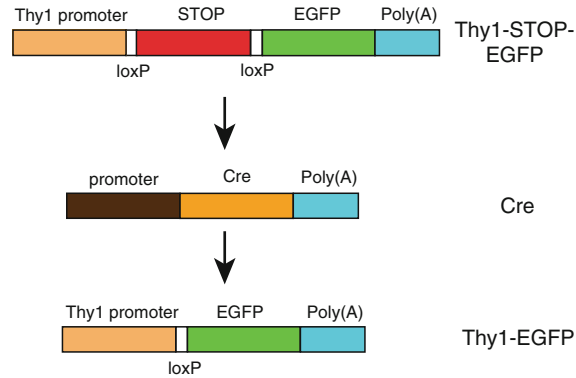 Thy1 promoter STOP EGFP Poly(A)
Thy1-STOP-
EGFP
loxP loxP
promoter Cre Poly(A)
Cre
Thy1 promoter EGFP Poly(A)
Thy1-EGFP
loxP